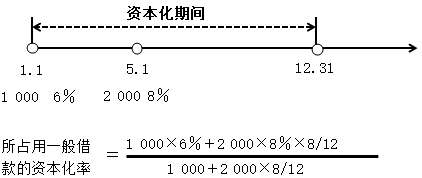 资本化期间
1.1 5.1 12.31
1 000 6% 2 000 8%
所占用一般借
款的资本化率
=
1 000×6%+2 000×8%×8/12
1 000+2 000×8/12